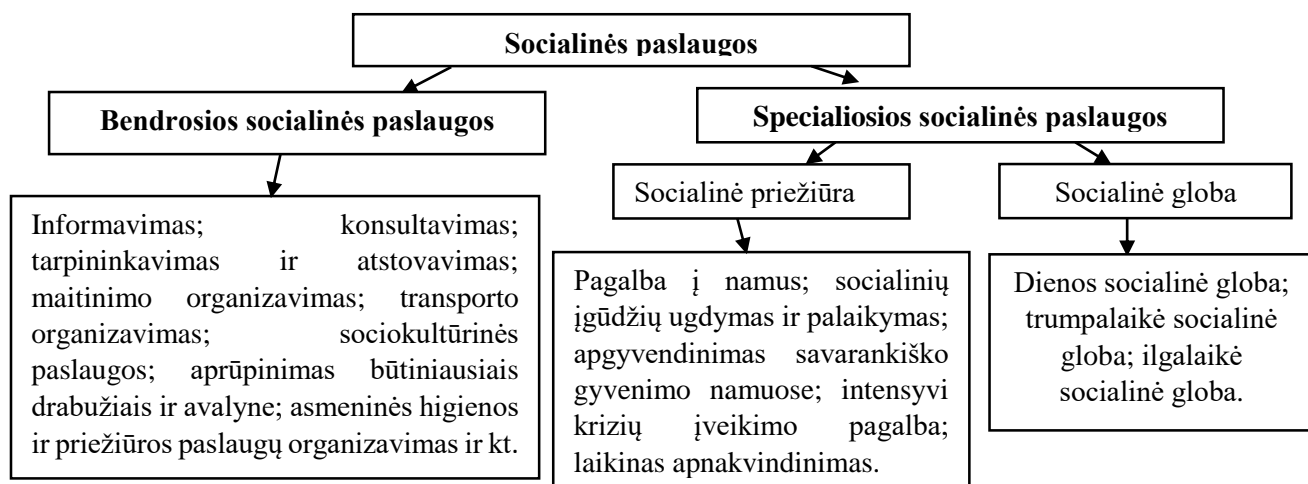 Socialinės paslaugos
Bendrosios socialinės paslaugos
Specialiosios socialinės paslaugos
Socialinė priežiūra
Socialinė globa
Informavimas; konsultavimas;
tarpininkavimas ir atstovavimas;
maitinimo organizavimas; transporto
organizavimas; sociokultūrinės
paslaugos; aprūpinimas būtiniausiais
drabužiais ir avalyne; asmeninės higienos
ir priežiūros paslaugų organizavimas ir kt.
Pagalba į namus; socialinių
įgūdžių ugdymas ir palaikymas;
apgyvendinimas savarankiško
gyvenimo namuose; intensyvi
krizių įveikimo pagalba;
laikinas apnakvindinimas.
Dienos socialinė globa;
trumpalaikė socialinė
globa; ilgalaikė
socialinė globa.